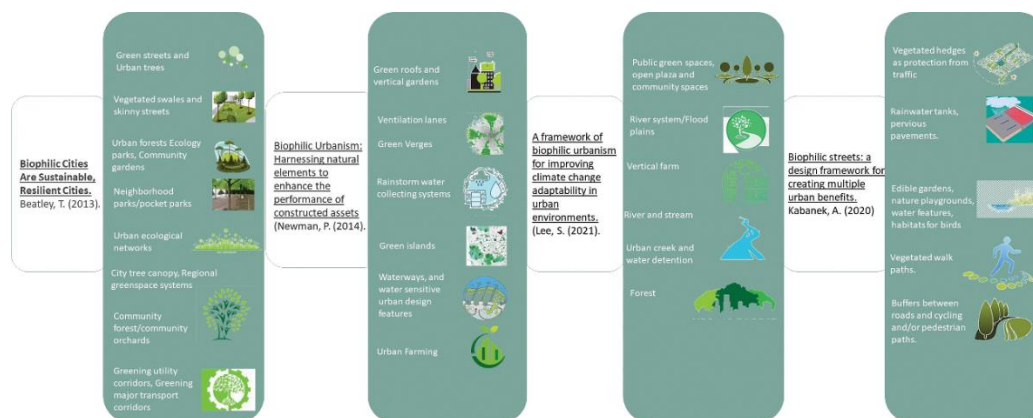 Biophilic Cities
Are Sustainable,
Resilient Cities.
Beatley, T. (2013).
Green streets and
Urban trees
Vegetated swales and
skinny streets
Urban forests Ecology
parks, Community
gardens
Neighborhood
parks/pocket parks
Urban ecological
networks
City tree canopy, Regional
greenspace systems
Community
forest/community
orchards
Greening utility
corridors, Greening
major transport
corridors
Biophilic Urbanism:
Harnessing natural
elements to
enhance the
performance of
constructed assets
(Newman, P. (2014).
Green roofs and
vertical gardens
Ventilation lanes
Green Verges
Rainstorm water
collecting systems
Green islands
Waterways, and
water sensitive
urban design
features
Urban Farming
A framework of
biophilic urbanism
for improving
climate change
adaptability in
urban
environments.
(Lee, S. (2021).
Public green spaces,
open plaza and
community spaces
River system/Flood
plains
Vertical farm
River and stream
Urban creek and
water detention
Forest
Biophilic streets: a
design framework for
creating multiple
urban benefits.
Kabanek, A. (2020)
Vegetated hedges
as protection from
traffic
Rainwater tanks,
pervious
pavements.
Edible gardens,
nature playgrounds,
water features,
habitats for birds
Vegetated walk
paths.
Buffers between
roads and cycling
and/or pedestrian
paths.